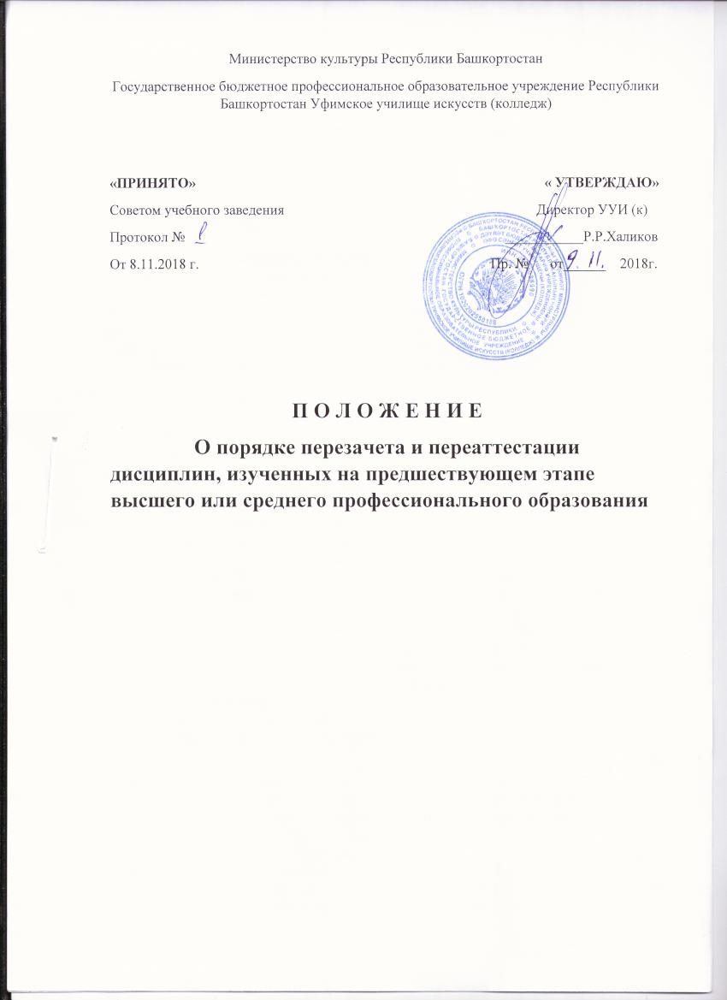 Министерство культуры Республики Башкортостан
Государственное бюджетное профессиональное образовательное учреждение Республики
Башкортостан Уфимское училище искусств (колледж)
«ПРИНЯТО» « УТВЕРЖДАЮ»
Советом учебного заведения Директор УУИ (к)
Протокол № ____________Р.Р.Халиков
От 8.11.2018 г. Пр. № от 9. 11. 2018г.
П О Л О Ж Е Н И Е
О порядке перезачета и переаттестации
дисциплин, изученных на предшествующем этапе
высшего или среднего профессионального образования